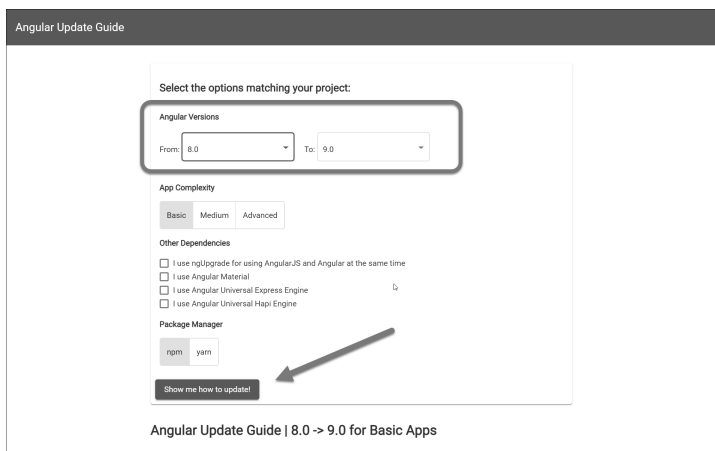 Angular Update Guide
Select the options matching your project:
Angular Versions
From: 8.0 To: 9.0
App Complexity
Basic Medium Advanced
Other Dependencies
I use ngUpgrade for using AngularJS and Angular at the same time
I use Angular Material
I use Angular Universal Express Engine
I use Angular Universal Hapi Engine
Package Manager
npm yarn
Show me how to update!
Angular Update Guide | 8.0 -> 9.0 for Basic Apps